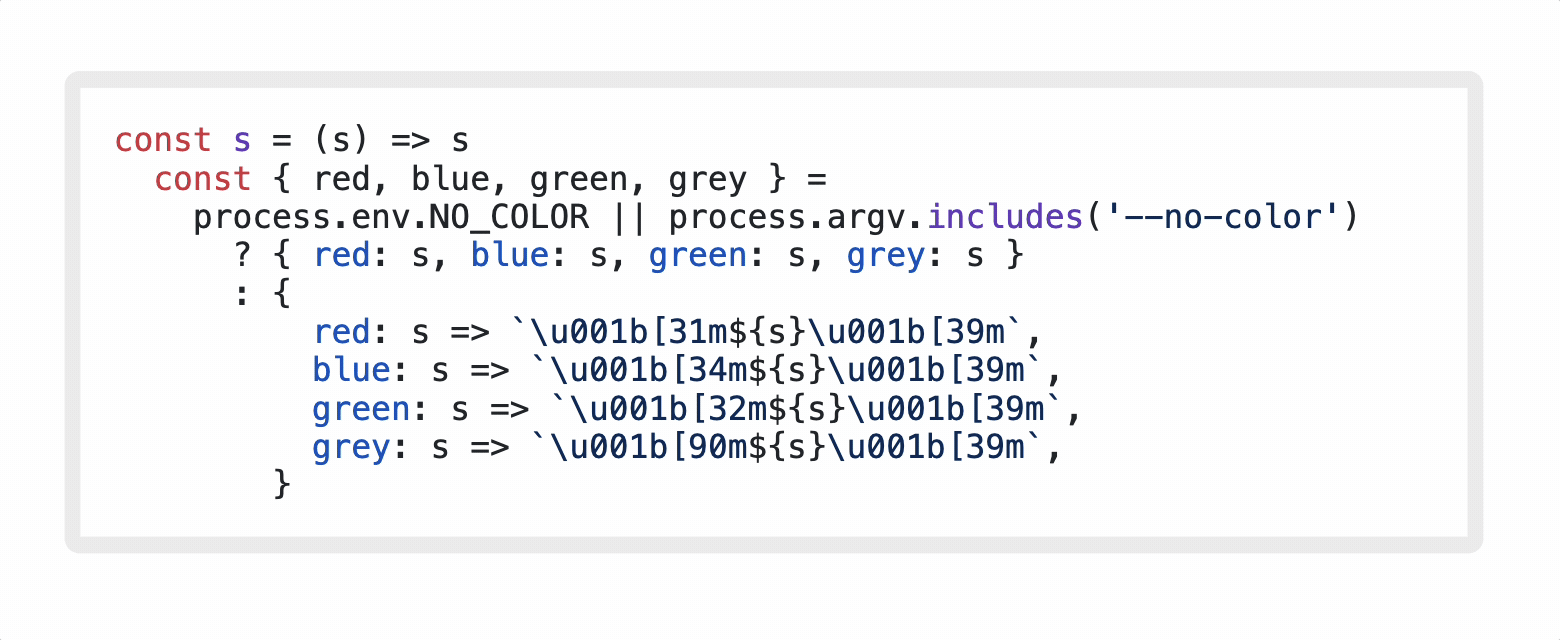 const s = (s) => s
  const { red, blue, green, grey } =
    process.env.NO_COLOR || process.argv.includes('--no-color')
      ? { red: s, blue: s, green: s, grey: s }
      : {
          red: s => `\u001b[31m${s}\u001b[39m`,
          blue: s => `\u001b[34m${s}\u001b[39m`,
          green: s => `\u001b[32m${s}\u001b[39m`,
          grey: s => `\u001b[90m${s}\u001b[39m`,
        }